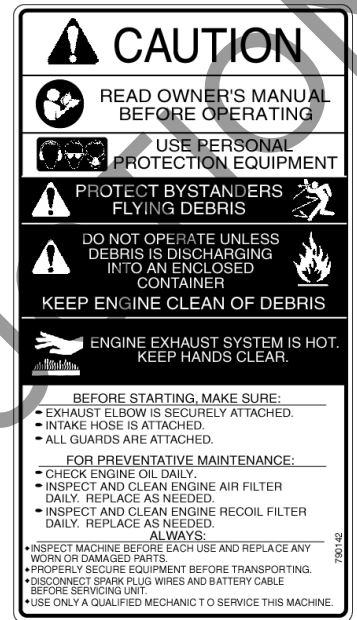 CAUTION
READ OWNER'S MANUAL
BEFORE OPERATING
USE PERSONAL
PROTECTION EQUIPMENT
PROTECT BYSTANDERS
FLYING DEBRIS
DO NOT OPERATE UNLESS
DEBRIS IS DISCHARGING
INTO AN ENCLOSED
CONTAINER
KEEP ENGINE CLEAN OF DEBRIS
ENGINE EXHAUST SYSTEM IS HOT.
KEEP HANDS CLEAR.
BEFORE STARTING, MAKE SURE:
EXHAUST ELBOW IS SECURELY ATTACHED.
INTAKE HOSE IS ATTACHED.
ALL GUARDS ARE ATTACHED.
FOR PREVENTATIVE MAINTENANCE:
CHECK ENGINE OIL DAILY.
INSPECT AND CLEAN ENGINE AIR FILTER
DAILY. REPLACE AS NEEDED.
INSPECT AND CLEAN ENGINE RECOIL FILTER
DAILY. REPLACE AS NEEDED.
ALWAYS:
INSPECT MACHINE BEFORE EACH USE AND REPLACE ANY
WORN OR DAMAGED PARTS.
PROPERLY SECURE EQUIPMENT BEFORE TRANSPORTING.
DISCONNECT SPARK PLUG WIRES AND BATTERY CABLE
BEFORE SERVICING UNIT.
USE ONLY A QUALIFIED MECHANIC T O SERVICE THIS MACHINE.
790142